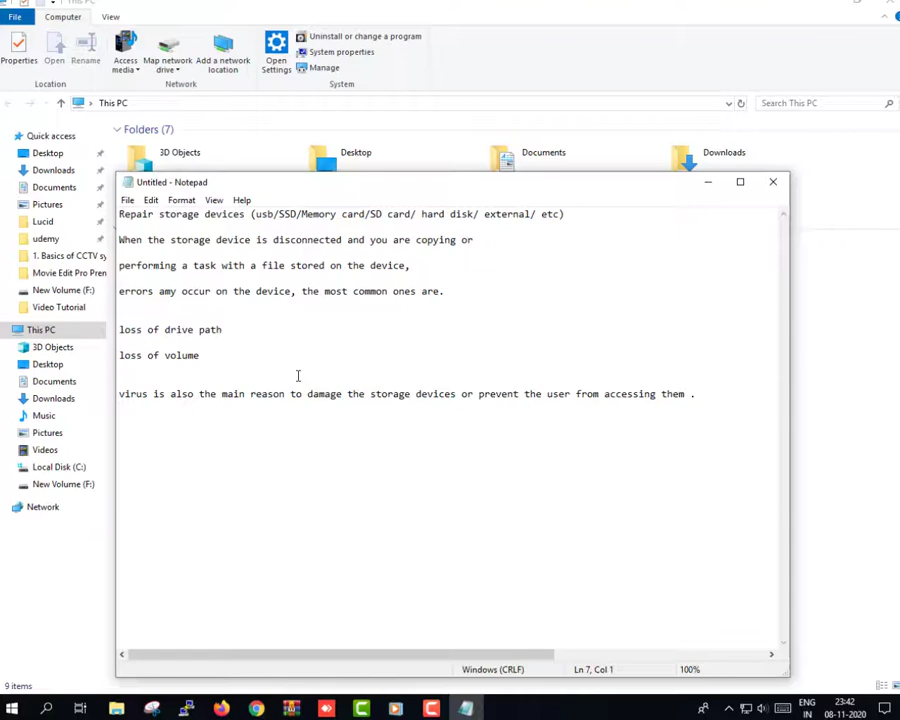 This PC
File
Computer
View
Properties
Open
Rename
Access media
Map network drive
Add a network location
Open Settings
Uninstall or change a program
System properties
Manage
Location
Network
System
This PC
Search This PC
Quick access
Desktop
Downloads
Documents
Pictures
Lucid
udemy
1. Basics of CCTV sy
Movie Edit Pro Pren
New Volume (F:)
Video Tutorial
This PC
3D Objects
Desktop
Documents
Downloads
Music
Pictures
Videos
Local Disk (C:)
New Volume (F:)
Network
Folders (7)
3D Objects
Desktop
Documents
Downloads
Untitled - Notepad
File Edit Format View Help
Repair storage devices (usb/SSD/Memory card/SD card/ hard disk/ external/ etc)
When the storage device is disconnected and you are copying or
performing a task with a file stored on the device,
errors amy occur on the device, the most common ones are.
loss of drive path
loss of volume
virus is also the main reason to damage the storage devices or prevent the user from accessing them .
Windows (CRLF)
Ln 7, Col 1
100%
9 items
ENG
IN
23:42
08-11-2020